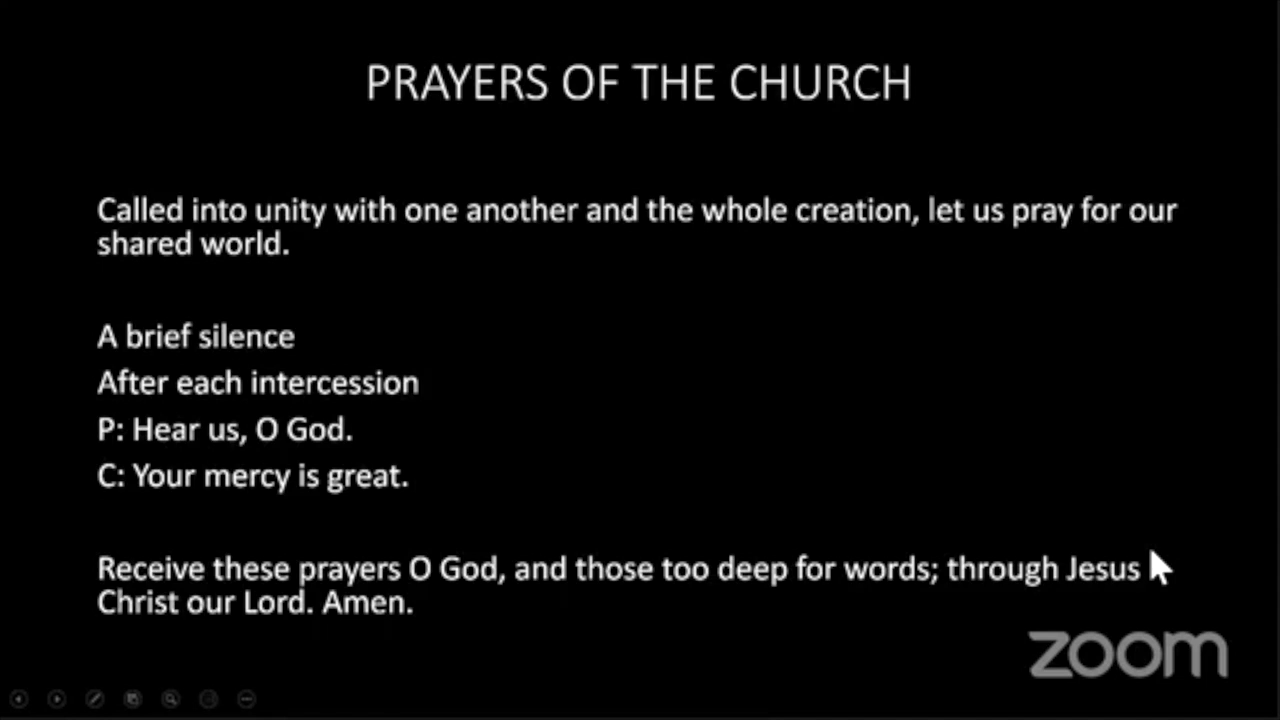 PRAYERS OF THE CHURCH
Called into unity with one another and the whole creation, let us pray for our
shared world.
A brief silence
After each intercession
P: Hear us, O God.
C: Your mercy is great.
Receive these prayers O God, and those too deep for words; through Jesus
Christ our Lord. Amen.
zoom